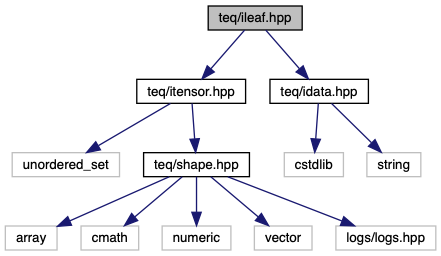 teq/ileaf.hpp
teq/itensor.hpp
teq/idata.hpp
unordered_set
teq/shape.hpp
cstdlib
string
array
cmath
numeric
vector
logs/logs.hpp